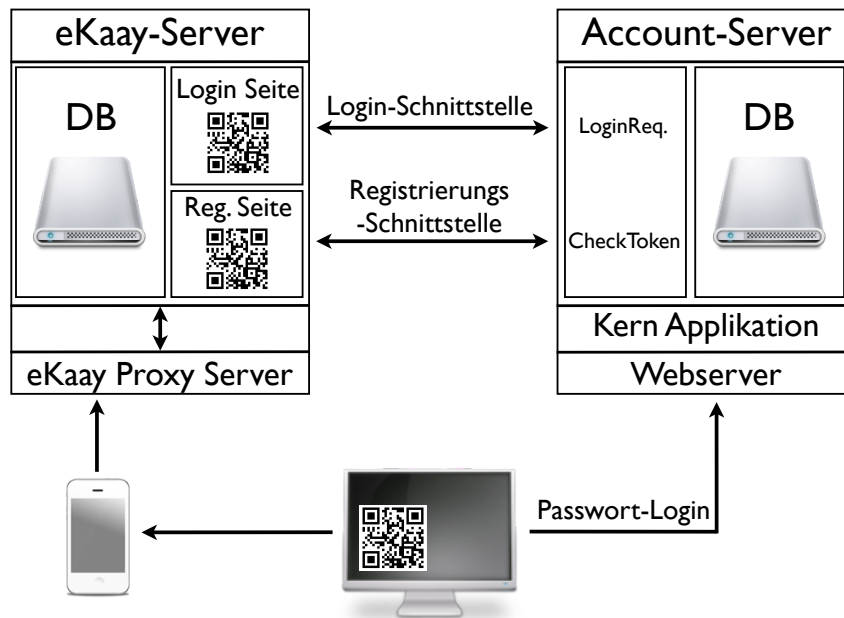 eKaay-Server
DB
Login Seite
Reg. Seite
eKaay Proxy Server
Login-Schnittstelle
Registrierungs
-Schnittstelle
Account-Server
LoginReq.
CheckToken
DB
Kern Applikation
Webserver
Passwort-Login